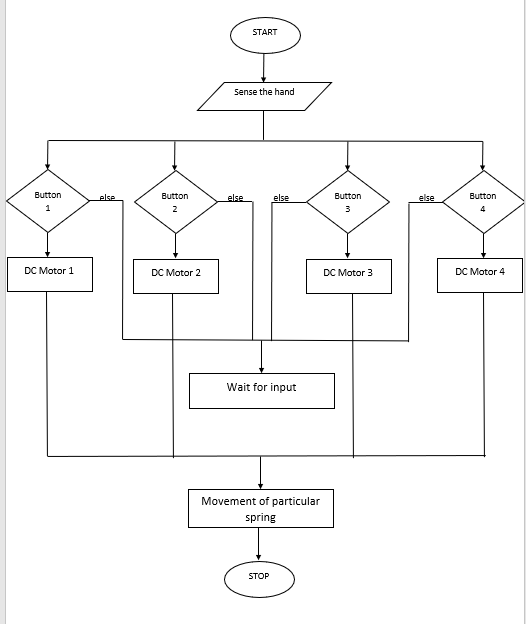 START
Sense the hand
Button
1
else
Button
2
else
else
Button
3
else
Button
4
DC Motor 1
DC Motor 2
DC Motor 3
DC Motor 4
Wait for input
Movement of particular
spring
STOP